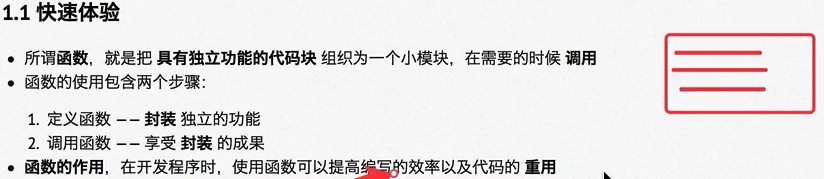 1.1 快速体验
• 所谓函数，就是把 具有独立功能的代码块 组织为一个小模块，在需要的时候 调用
• 函数的使用包含两个步骤：
1. 定义函数 —— 封装 独立的功能
2. 调用函数 —— 享受 封装 的成果
• 函数的作用，在开发程序时，使用函数可以提高编写的效率以及代码的 重用